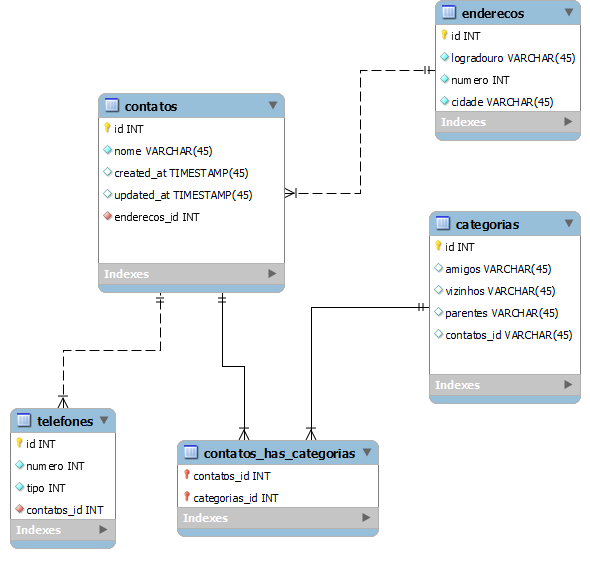 enderecos
id INT
logradouro VARCHAR(45)
numero INT
cidade VARCHAR(45)
Indexes
contatos
id INT
nome VARCHAR(45)
created_at TIMESTAMP(45)
updated_at TIMESTAMP(45)
enderecos_id INT
Indexes
categorias
id INT
amigos VARCHAR(45)
vizinhos VARCHAR(45)
parentes VARCHAR(45)
contatos_id VARCHAR(45)
Indexes
telefones
id INT
numero INT
tipo INT
contatos_id INT
Indexes
contatos_has_categorias
contatos_id INT
categorias_id INT
Indexes